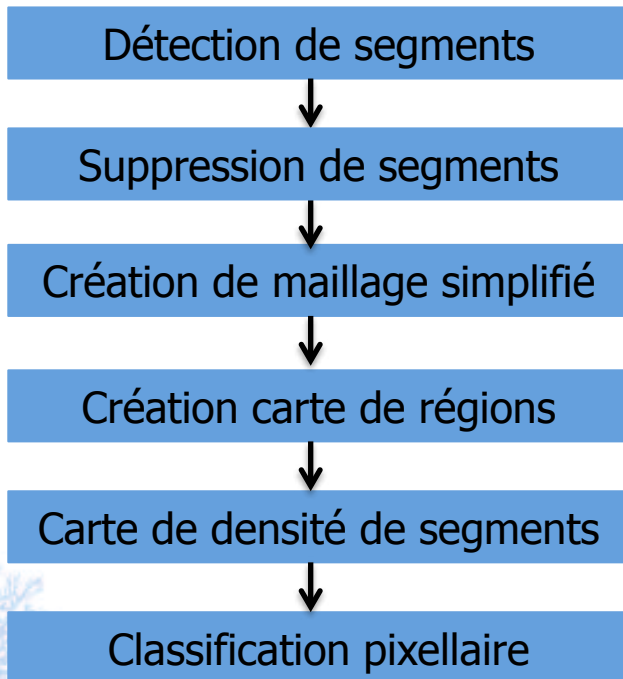 Détection de segments
Suppression de segments
Création de maillage simplifié
Création carte de régions
Carte de densité de segments
Classification pixellaire